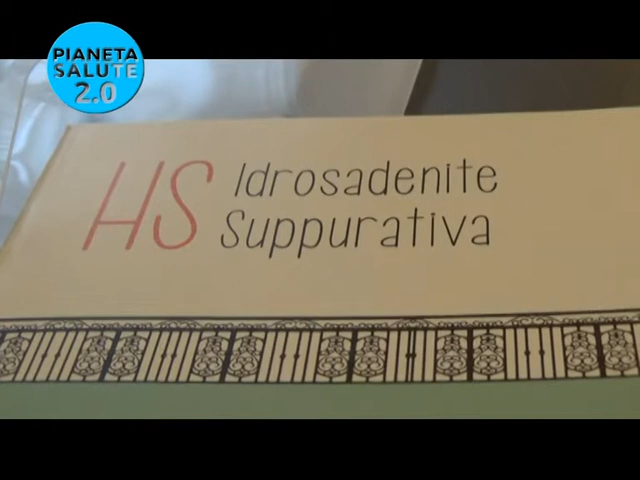 PIANETA
SALUTE
2.0
HS Idrosadenite
Suppurativa